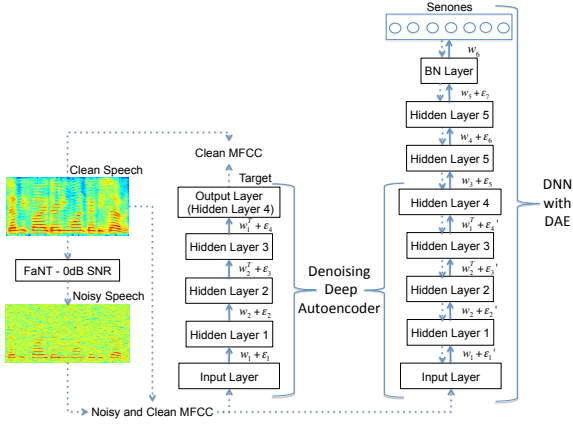 Senones
w₆
BN Layer
w₅ + ε₇
Hidden Layer 5
w₄ + ε₆
Hidden Layer 5
w₃ + ε₅
Hidden Layer 4
w₁ᵀ + ε₄'
Hidden Layer 3
w₂ᵀ + ε₃'
Hidden Layer 2
w₂ + ε₂'
Hidden Layer 1
w₁ + ε₁'
Input Layer
DNN
with
DAE
Clean MFCC
Target
Output Layer
(Hidden Layer 4)
w₁ᵀ + ε₄
Hidden Layer 3
w₂ᵀ + ε₃
Hidden Layer 2
w₂ + ε₂
Hidden Layer 1
w₁ + ε₁
Input Layer
Denoising
Deep
Autoencoder
Clean Speech
FaNT - 0dB SNR
Noisy Speech
Noisy and Clean MFCC